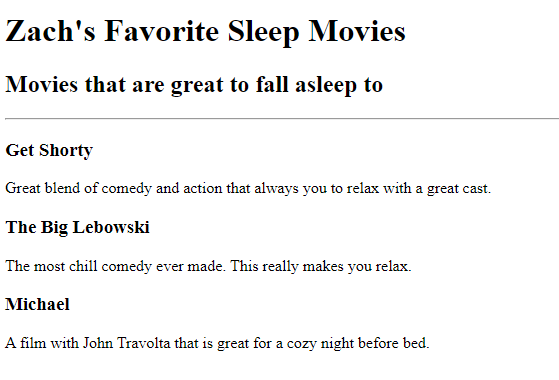 Zach's Favorite Sleep Movies
Movies that are great to fall asleep to
Get Shorty
Great blend of comedy and action that always you to relax with a great cast.
The Big Lebowski
The most chill comedy ever made. This really makes you relax.
Michael
A film with John Travolta that is great for a cozy night before bed.